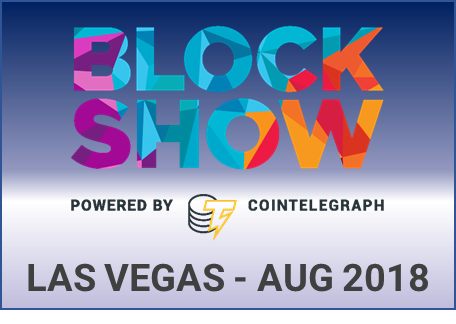 BLOCK
SHOW
POWERED BY COINTELEGRAPH
LAS VEGAS - AUG 2018